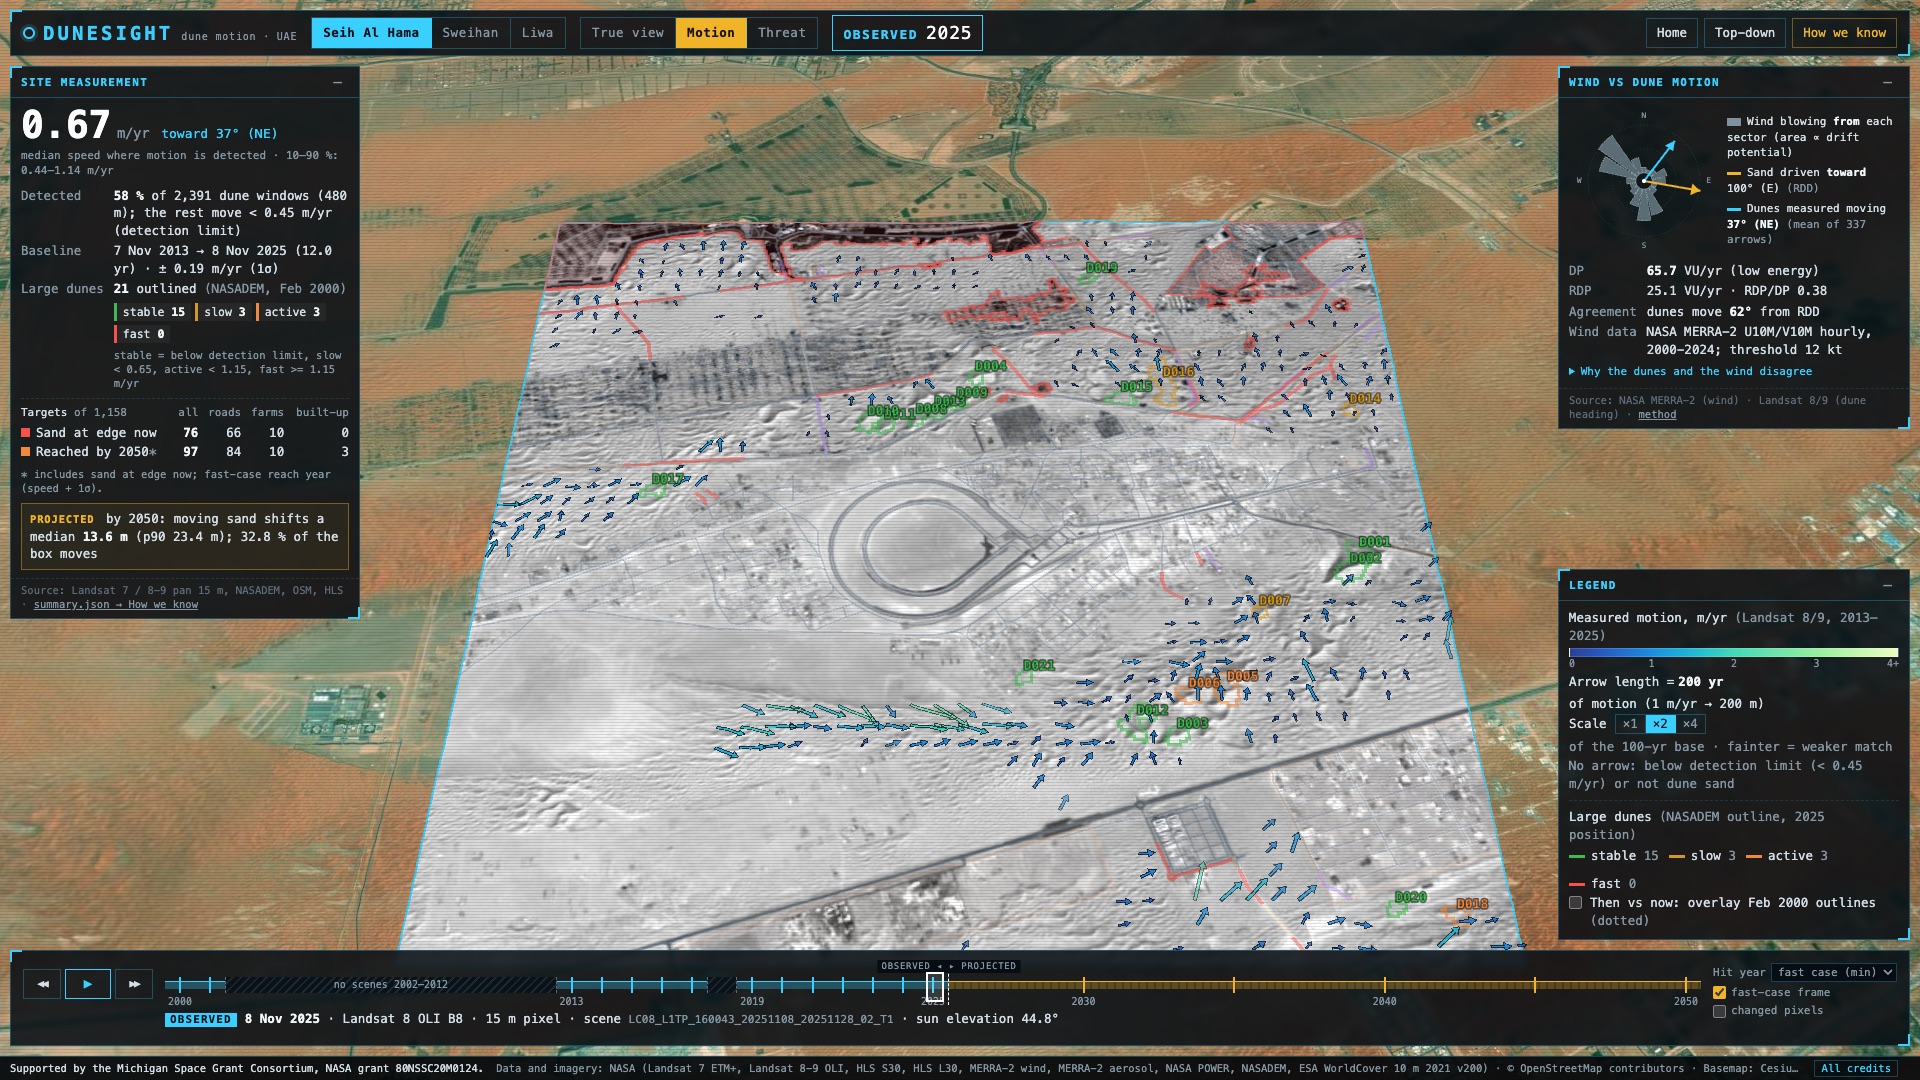 DUNESIGHT dune motion · UAE
Seih Al Hama Sweihan Liwa
True view Motion Threat
OBSERVED 2025
Home Top-down How we know
SITE MEASUREMENT —
0.67 m/yr toward 37° (NE)
median speed where motion is detected · 10–90 %:
0.44–1.14 m/yr
Detected 58 % of 2,391 dune windows (480
m); the rest move < 0.45 m/yr
(detection limit)
Baseline 7 Nov 2013 → 8 Nov 2025 (12.0
yr) · ± 0.19 m/yr (1σ)
Large dunes 21 outlined (NASADEM, Feb 2000)
stable 15 slow 3 active 3
fast 0
stable = below detection limit, slow
< 0.65, active < 1.15, fast >= 1.15
m/yr
Targets of 1,158 all roads farms built-up
Sand at edge now 76 66 10 0
Reached by 2050* 97 84 10 3
* includes sand at edge now; fast-case reach year
(speed + 1σ).
PROJECTED by 2050: moving sand shifts a
median 13.6 m (p90 23.4 m); 32.8 % of the
box moves
Source: Landsat 7 / 8–9 pan 15 m, NASADEM, OSM, HLS
· summary.json → How we know
D019
D004
D009
D013
D008
D011
D010
D015
D016
D014
D017
D001
D002
D007
D021
D005
D006
D012
D003
D020
D018
WIND VS DUNE MOTION —
N
W
E
S
Wind blowing from each
sector (area ∝ drift
potential)
Sand driven toward
100° (E) (RDD)
Dunes measured moving
37° (NE) (mean of 337
arrows)
DP 65.7 VU/yr (low energy)
RDP 25.1 VU/yr · RDP/DP 0.38
Agreement dunes move 62° from RDD
Wind data NASA MERRA-2 U10M/V10M hourly,
2000–2024; threshold 12 kt
▶ Why the dunes and the wind disagree
Source: NASA MERRA-2 (wind) · Landsat 8/9 (dune
heading) · method
LEGEND —
Measured motion, m/yr (Landsat 8/9, 2013–
2025)
0 1 2 3 4+
Arrow length = 200 yr
of motion (1 m/yr → 200 m)
Scale ×1 ×2 ×4
of the 100-yr base · fainter = weaker match
No arrow: below detection limit (< 0.45
m/yr) or not dune sand
Large dunes (NASADEM outline, 2025
position)
stable 15 slow 3 active 3
fast 0
Then vs now: overlay Feb 2000 outlines
(dotted)
OBSERVED ◂ ▸ PROJECTED
no scenes 2002–2012
2000 2013 2019 2025 2030 2040 2050
OBSERVED 8 Nov 2025 · Landsat 8 OLI B8 · 15 m pixel · scene LC08_L1TP_160043_20251108_20251128_02_T1 · sun elevation 44.8°
Hit year fast case (min)
fast-case frame
changed pixels
Supported by the Michigan Space Grant Consortium, NASA grant 80NSSC20M0124. Data and imagery: NASA (Landsat 7 ETM+, Landsat 8-9 OLI, HLS S30, HLS L30, MERRA-2 wind, MERRA-2 aerosol, NASA POWER, NASADEM, ESA WorldCover 10 m 2021 v200) · © OpenStreetMap contributors · Basemap: Cesiu… All credits